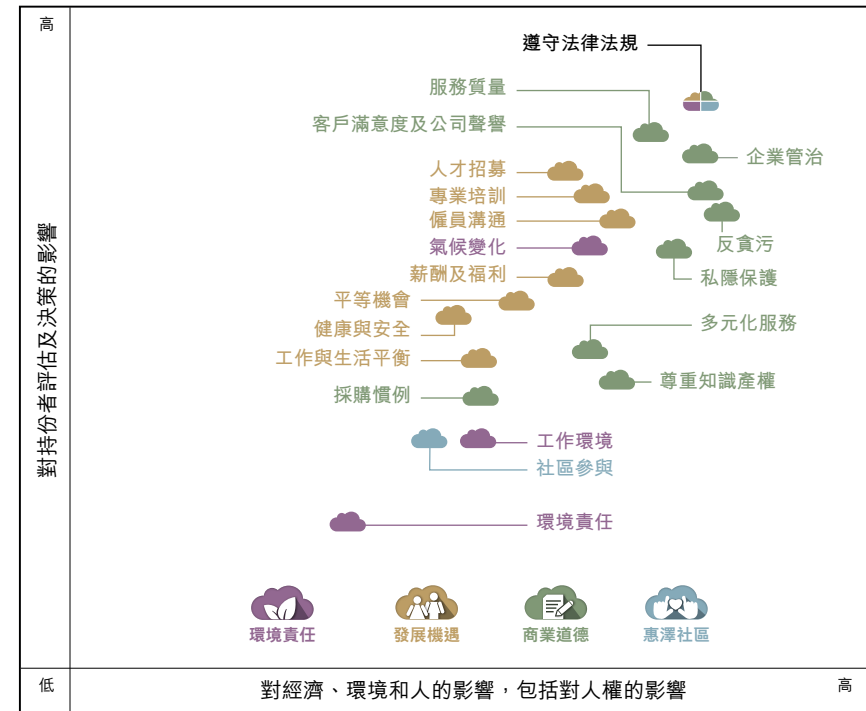 高
遵守法律法規
服務質量
客戶滿意度及公司聲譽
企業管治
人才招募
專業培訓
僱員溝通
反貪污
氣候變化
薪酬及福利
私隱保護
平等機會
多元化服務
健康與安全
工作與生活平衡
尊重知識產權
採購慣例
工作環境
社區參與
環境責任
對持份者評估及決策的影響
環境責任
發展機遇
商業道德
惠澤社區
低
對經濟、環境和人的影響，包括對人權的影響
高